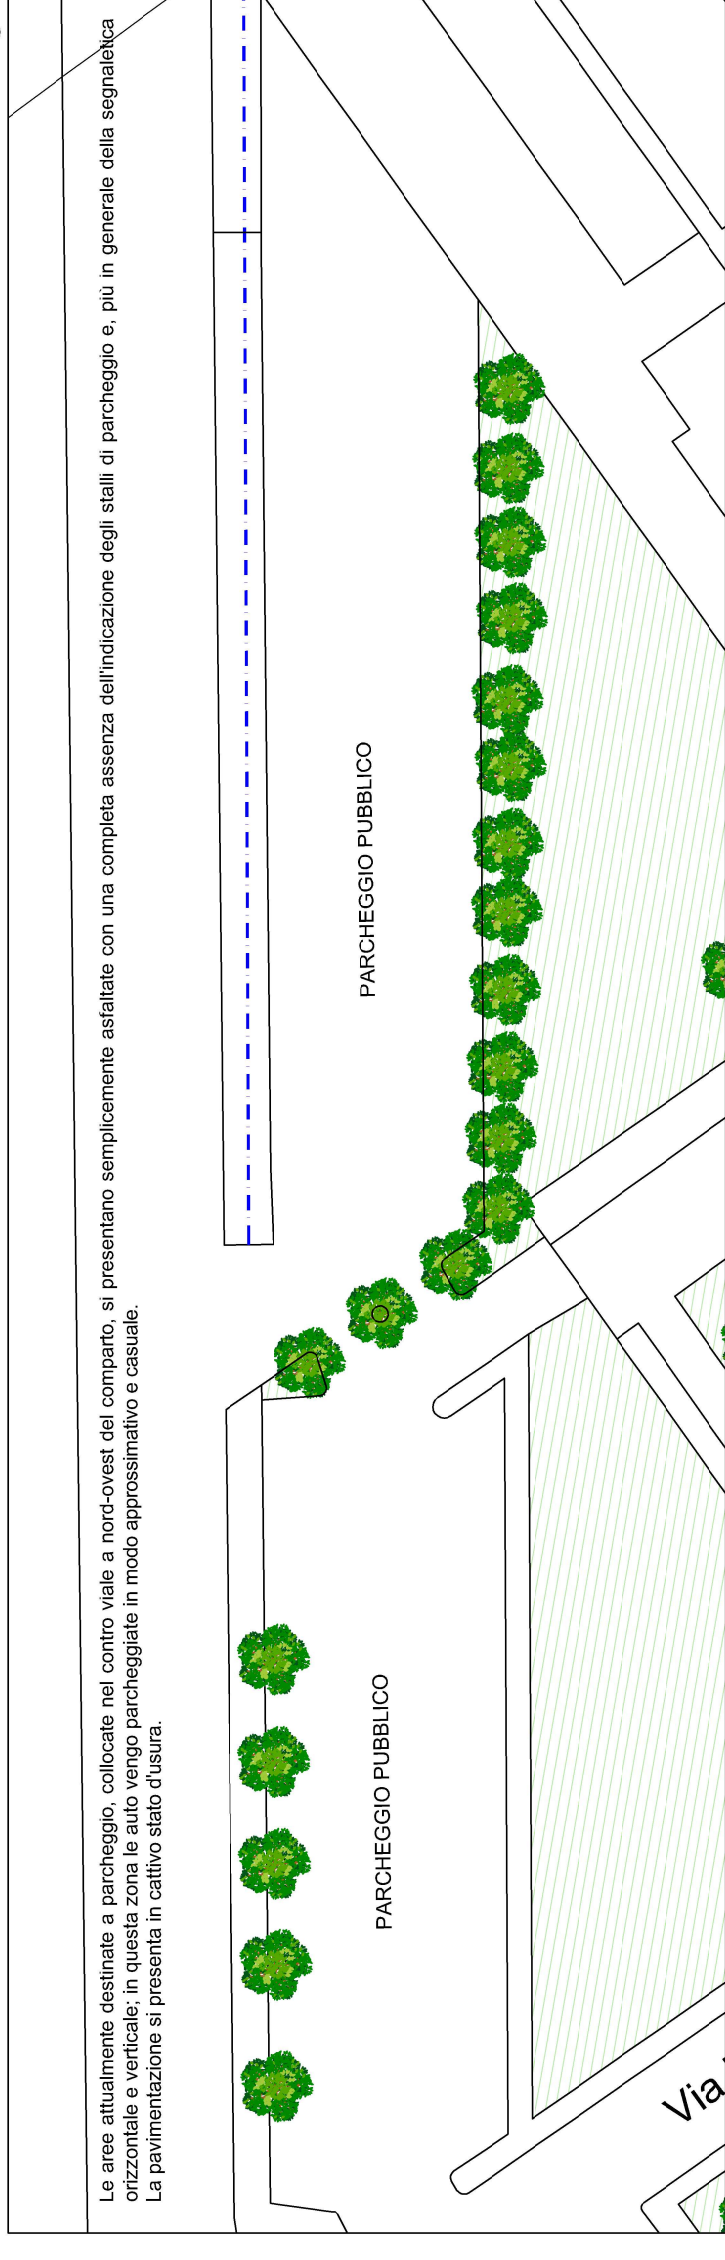 Le aree attualmente destinate a parcheggio, collocate nel contro viale a nord-ovest del comparto, si presentano semplicemente asfaltate con una completa assenza dell'indicazione degli stalli di parcheggio e, più in generale della segnaletica
orizzontale e verticale; in questa zona le auto vengo parcheggiate in modo approssimativo e casuale.
La pavimentazione si presenta in cattivo stato d'usura.
PARCHEGGIO PUBBLICO
PARCHEGGIO PUBBLICO
Via